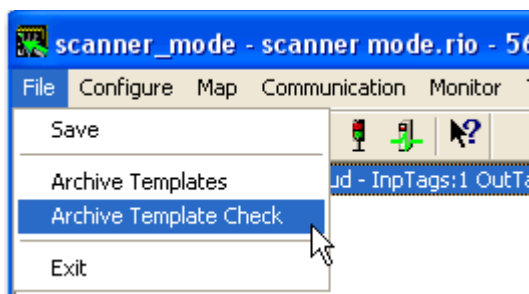 scanner_mode - scanner mode.rio - 56
File Configure Map Communication Monitor
Save
ud - InpTags:1 OutTa
Archive Templates
Archive Template Check
Exit